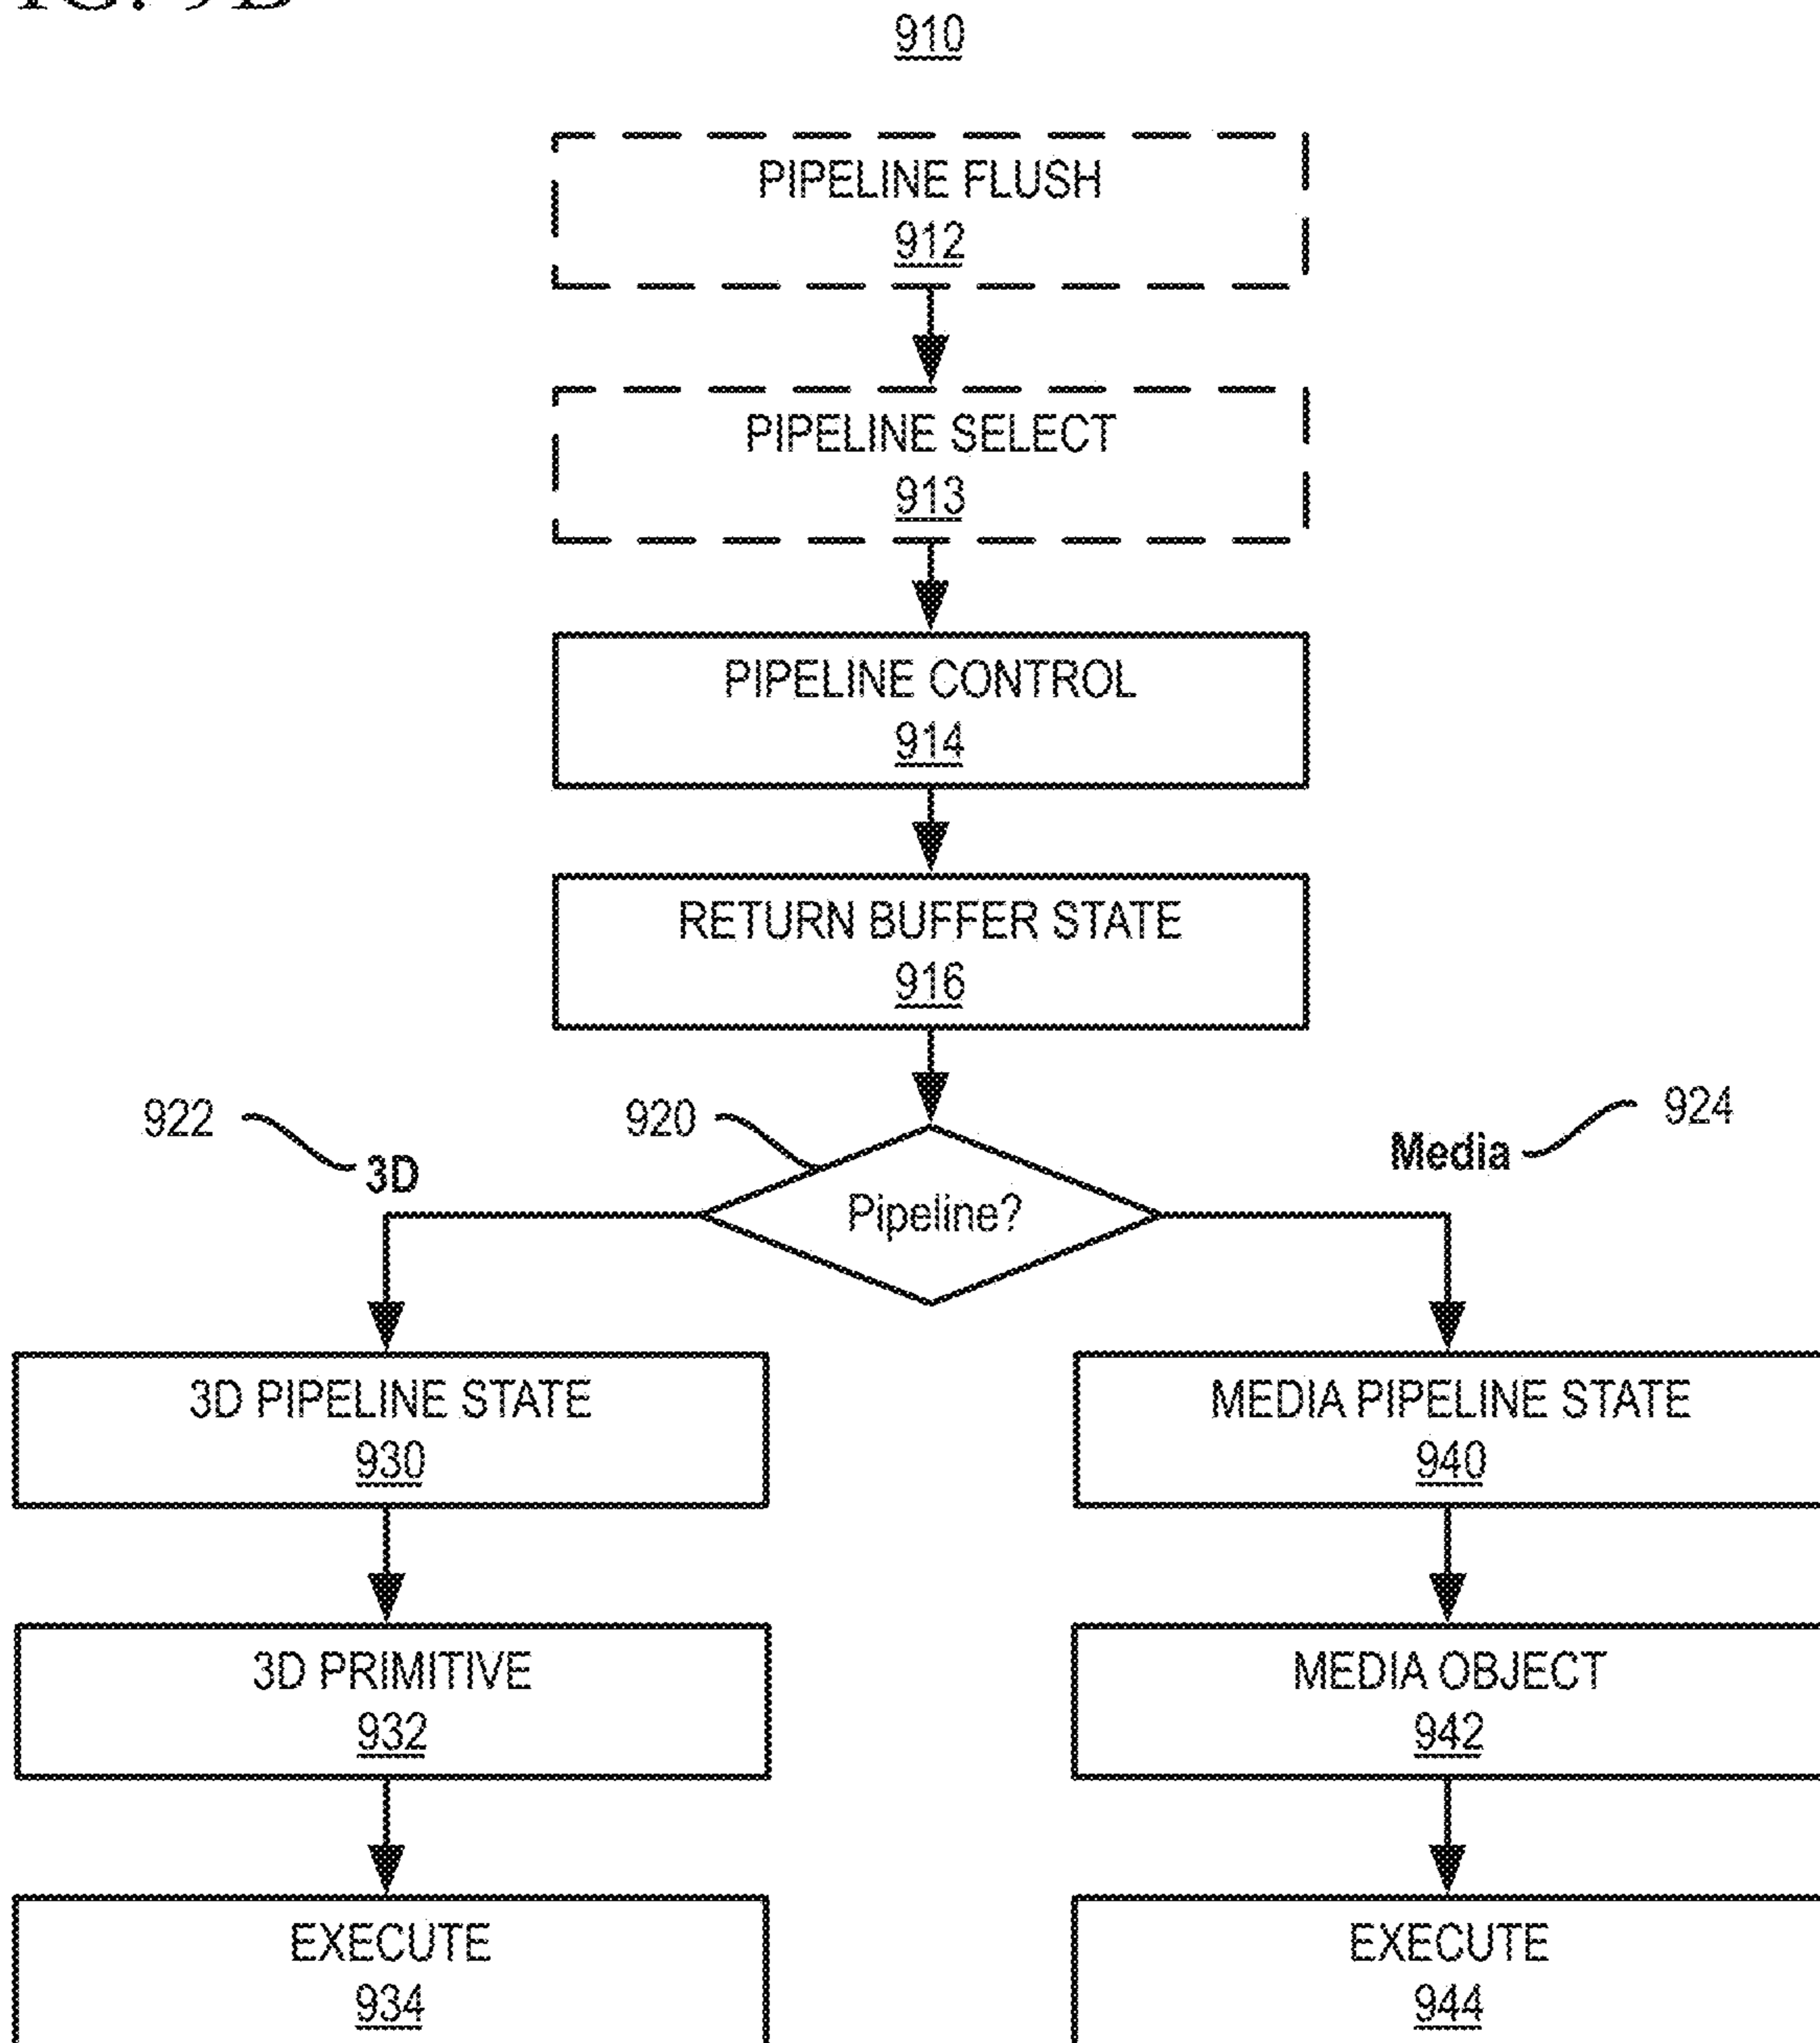 910
PIPELINE FLUSH
912
PIPELINE SELECT
913
PIPELINE CONTROL
914
RETURN BUFFER STATE
916
922
920
924
3D
Media
Pipeline?
3D PIPELINE STATE
930
MEDIA PIPELINE STATE
940
3D PRIMITIVE
932
MEDIA OBJECT
942
EXECUTE
934
EXECUTE
944